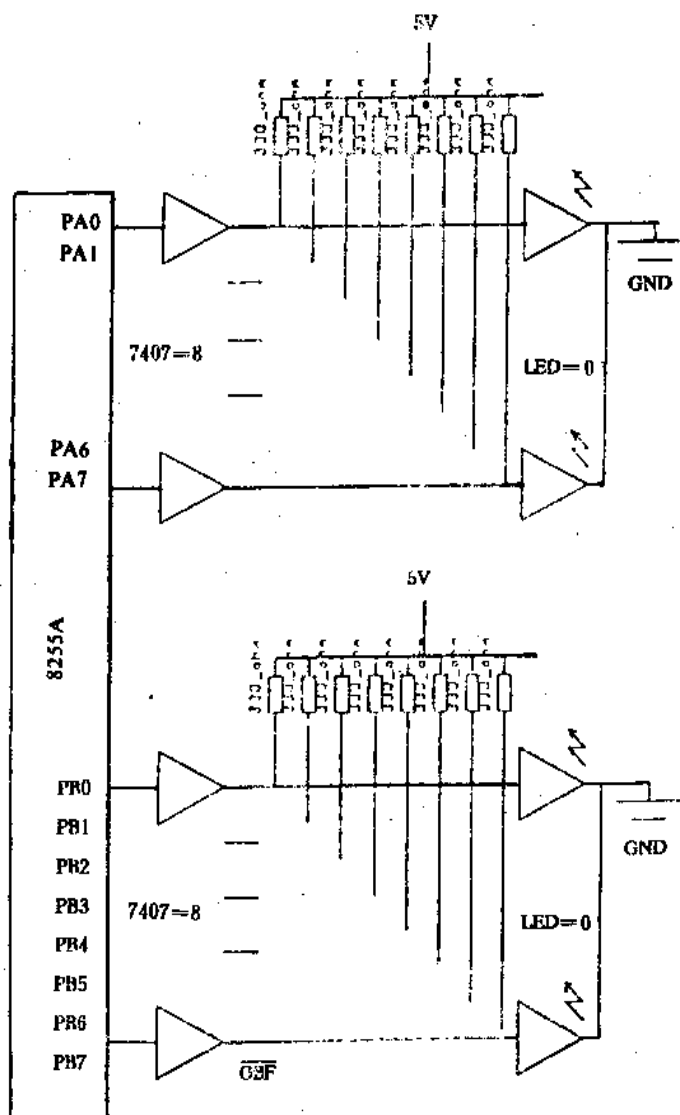 5V
PA0
PA1
GND
7407=8
LED=0
PA6
PA7
5V
8255A
PB0
PB1
PB2
PB3
PB4
PB5
PB6
PB7
GND
7407=8
LED=0
OBF